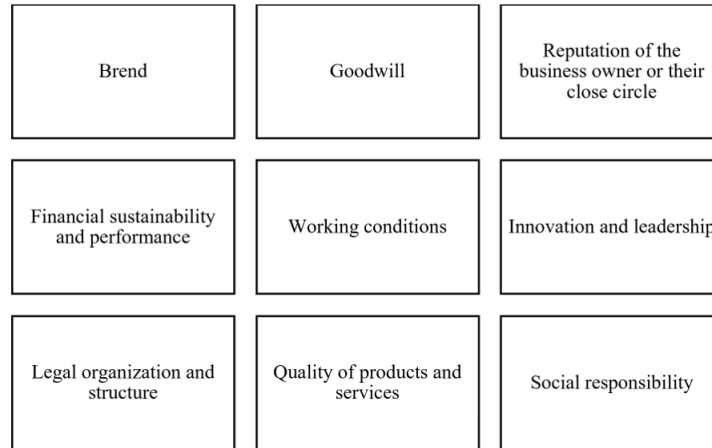 Brend
Goodwill
Reputation of the
business owner or their
close circle
Financial sustainability
and performance
Working conditions
Innovation and leadership
Legal organization and
structure
Quality of products and
services
Social responsibility